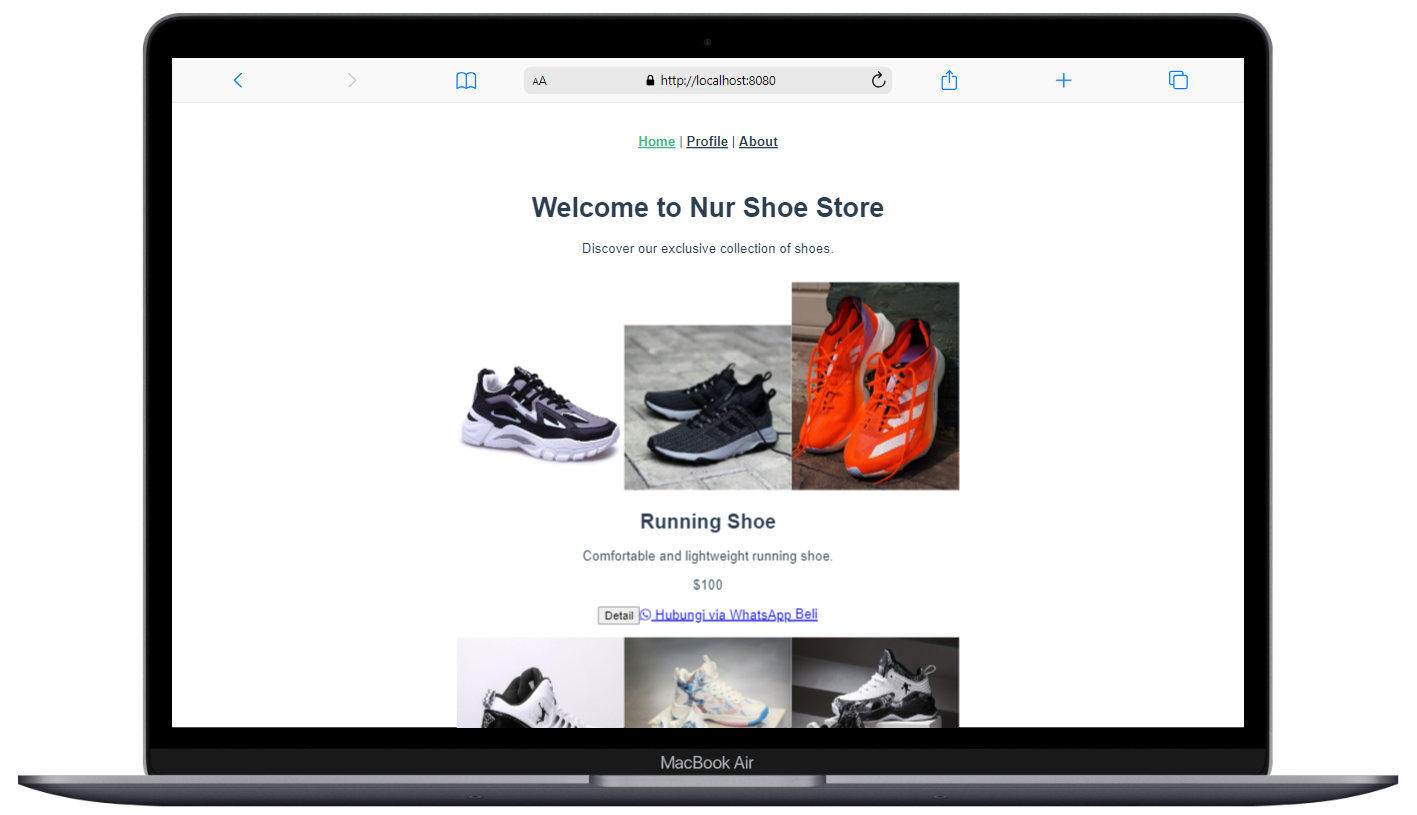 AA http://localhost:8080
Home | Profile | About
Welcome to Nur Shoe Store
Discover our exclusive collection of shoes.
Running Shoe
Comfortable and lightweight running shoe.
$100
Detail Hubungi via WhatsApp Beli
MacBook Air